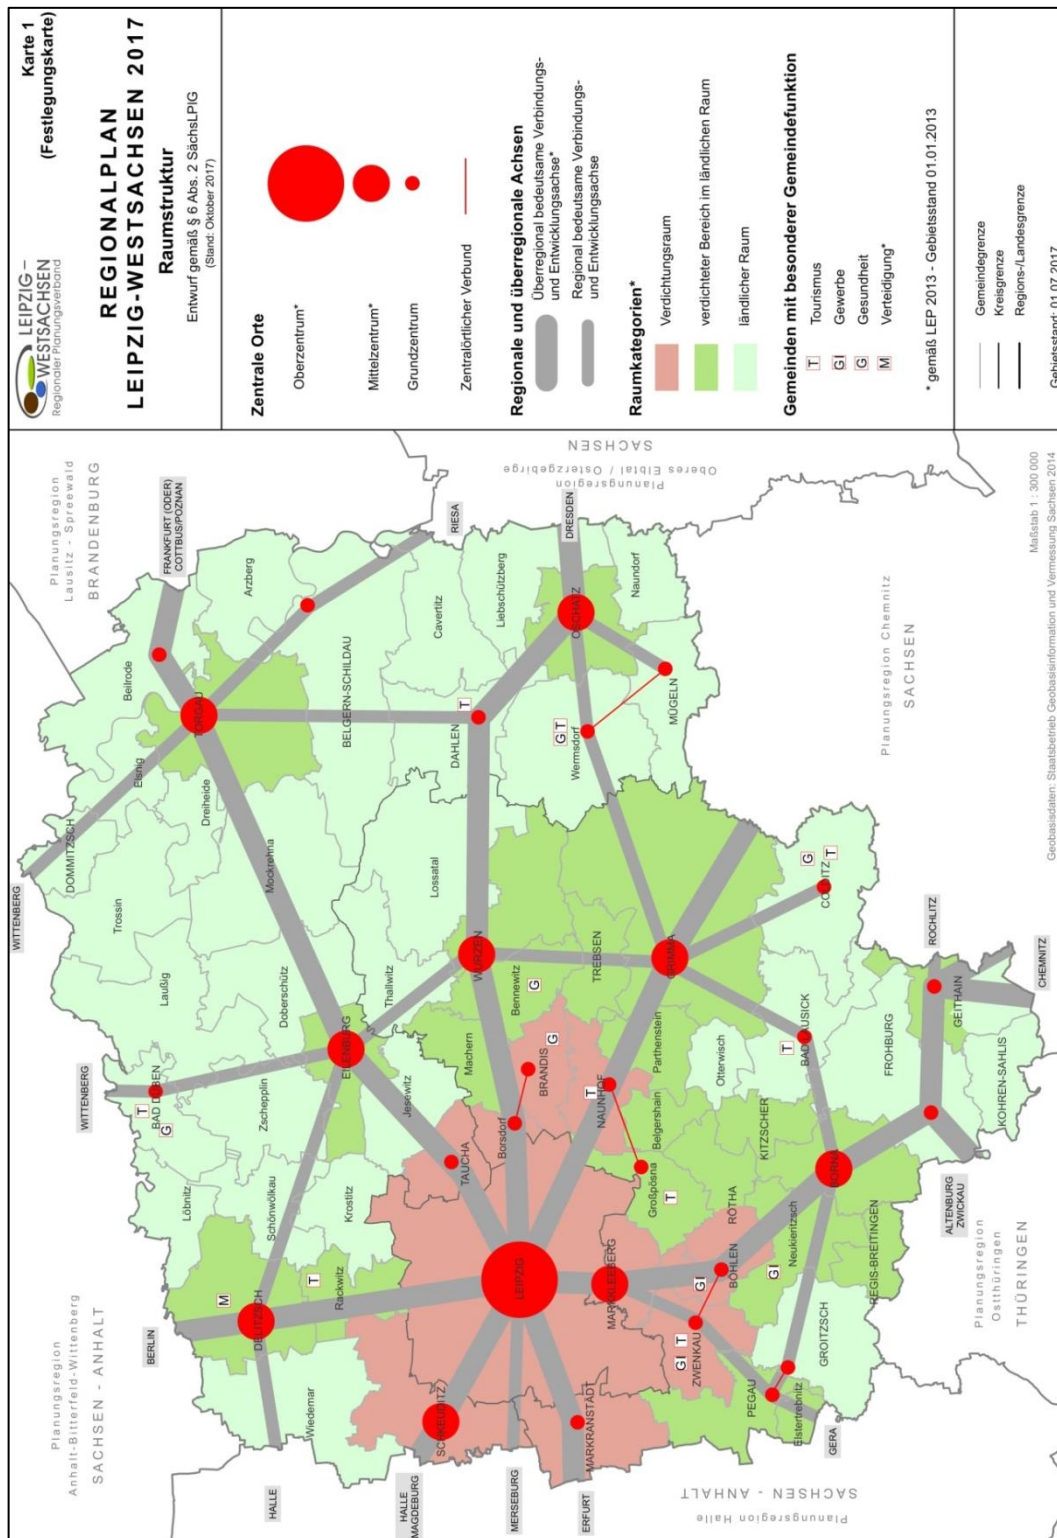 Karte 1
(Festlegungskarte)
LEIPZIG –
WESTSACHSEN
Regionaler Planungsverband
REGIONALPLAN
LEIPZIG-WESTSACHSEN 2017
Raumstruktur
Entwurf gemäß § 6 Abs. 2 SächsLPlG
(Stand: Oktober 2017)
Zentrale Orte
Oberzentrum*
Mittelzentrum*
Grundzentrum
Zentralörtlicher Verbund
Regionale und überregionale Achsen
Überregional bedeutsame Verbindungs-
und Entwicklungsachse*
Regional bedeutsame Verbindungs-
und Entwicklungsachse
Raumkategorien*
Verdichtungsraum
verdichteter Bereich im ländlichen Raum
ländlicher Raum
Gemeinden mit besonderer Gemeindefunktion
T Tourismus
GI Gewerbe
G Gesundheit
M Verteidigung*
* gemäß LEP 2013 - Gebietsstand 01.01.2013
Gemeindegrenze
Kreisgrenze
Regions-/Landesgrenze
Gebietsstand: 01.07.2017
Planungsregion
Anhalt-Bitterfeld-Wittenberg
SACHSEN - ANHALT
Planungsregion
Lausitz - Spreewald
BRANDENBURG
WITTENBERG
FRANKFURT (ODER)
COTTBUS/POZNAN
WITTENBERG
BERLIN
HALLE
HALLE
MAGDEBURG
MERSEBURG
ERFURT
RIESA
DRESDEN
DOMMITZSCH
Elsnig
Beilrode
Arzberg
Trossin
Dreiheide
TORGAU
Laußig
Mockrehna
BELGERN-SCHILDAU
Doberschütz
BAD DÜBEN
T
G
Zschepplin
Löbnitz
Schönwölkau
M
DELITZSCH
Rackwitz
T
Krostitz
Wiedemar
EILENBURG
Jesewitz
Thallwitz
Lossatal
Cavertitz
Liebschützberg
DAHLEN
T
OSCHATZ
Naundorf
Wermsdorf
G T
MÜGELN
TAUCHA
Machern
WURZEN
Bennewitz
G
Borsdorf
BRANDIS
G
TREBSEN
SCHKEUDITZ
LEIPZIG
MARKRANSTÄDT
MARKKLEEBERG
NAUNHOF
T
Parthenstein
GRIMMA
Großpösna
T
Belgershain
Otterwisch
COLDITZ
G
T
ZWENKAU
GI T
BÖHLEN
GI
RÖTHA
KITZSCHER
BAD LAUSICK
T
PEGAU
Elstertrebnitz
GROITZSCH
Neukieritzsch
GI
BORNA
REGIS-BREITINGEN
FROHBURG
GEITHAIN
KOHREN-SAHLIS
GERA
ALTENBURG
ZWICKAU
ROCHLITZ
CHEMNITZ
Planungsregion Halle
SACHSEN - ANHALT
Planungsregion
Ostthüringen
THÜRINGEN
Planungsregion Chemnitz
SACHSEN
Planungsregion
Oberes Elbtal / Osterzgebirge
SACHSEN
Maßstab 1 : 300 000
Geobasisdaten: Staatsbetrieb Geobasisinformation und Vermessung Sachsen 2014